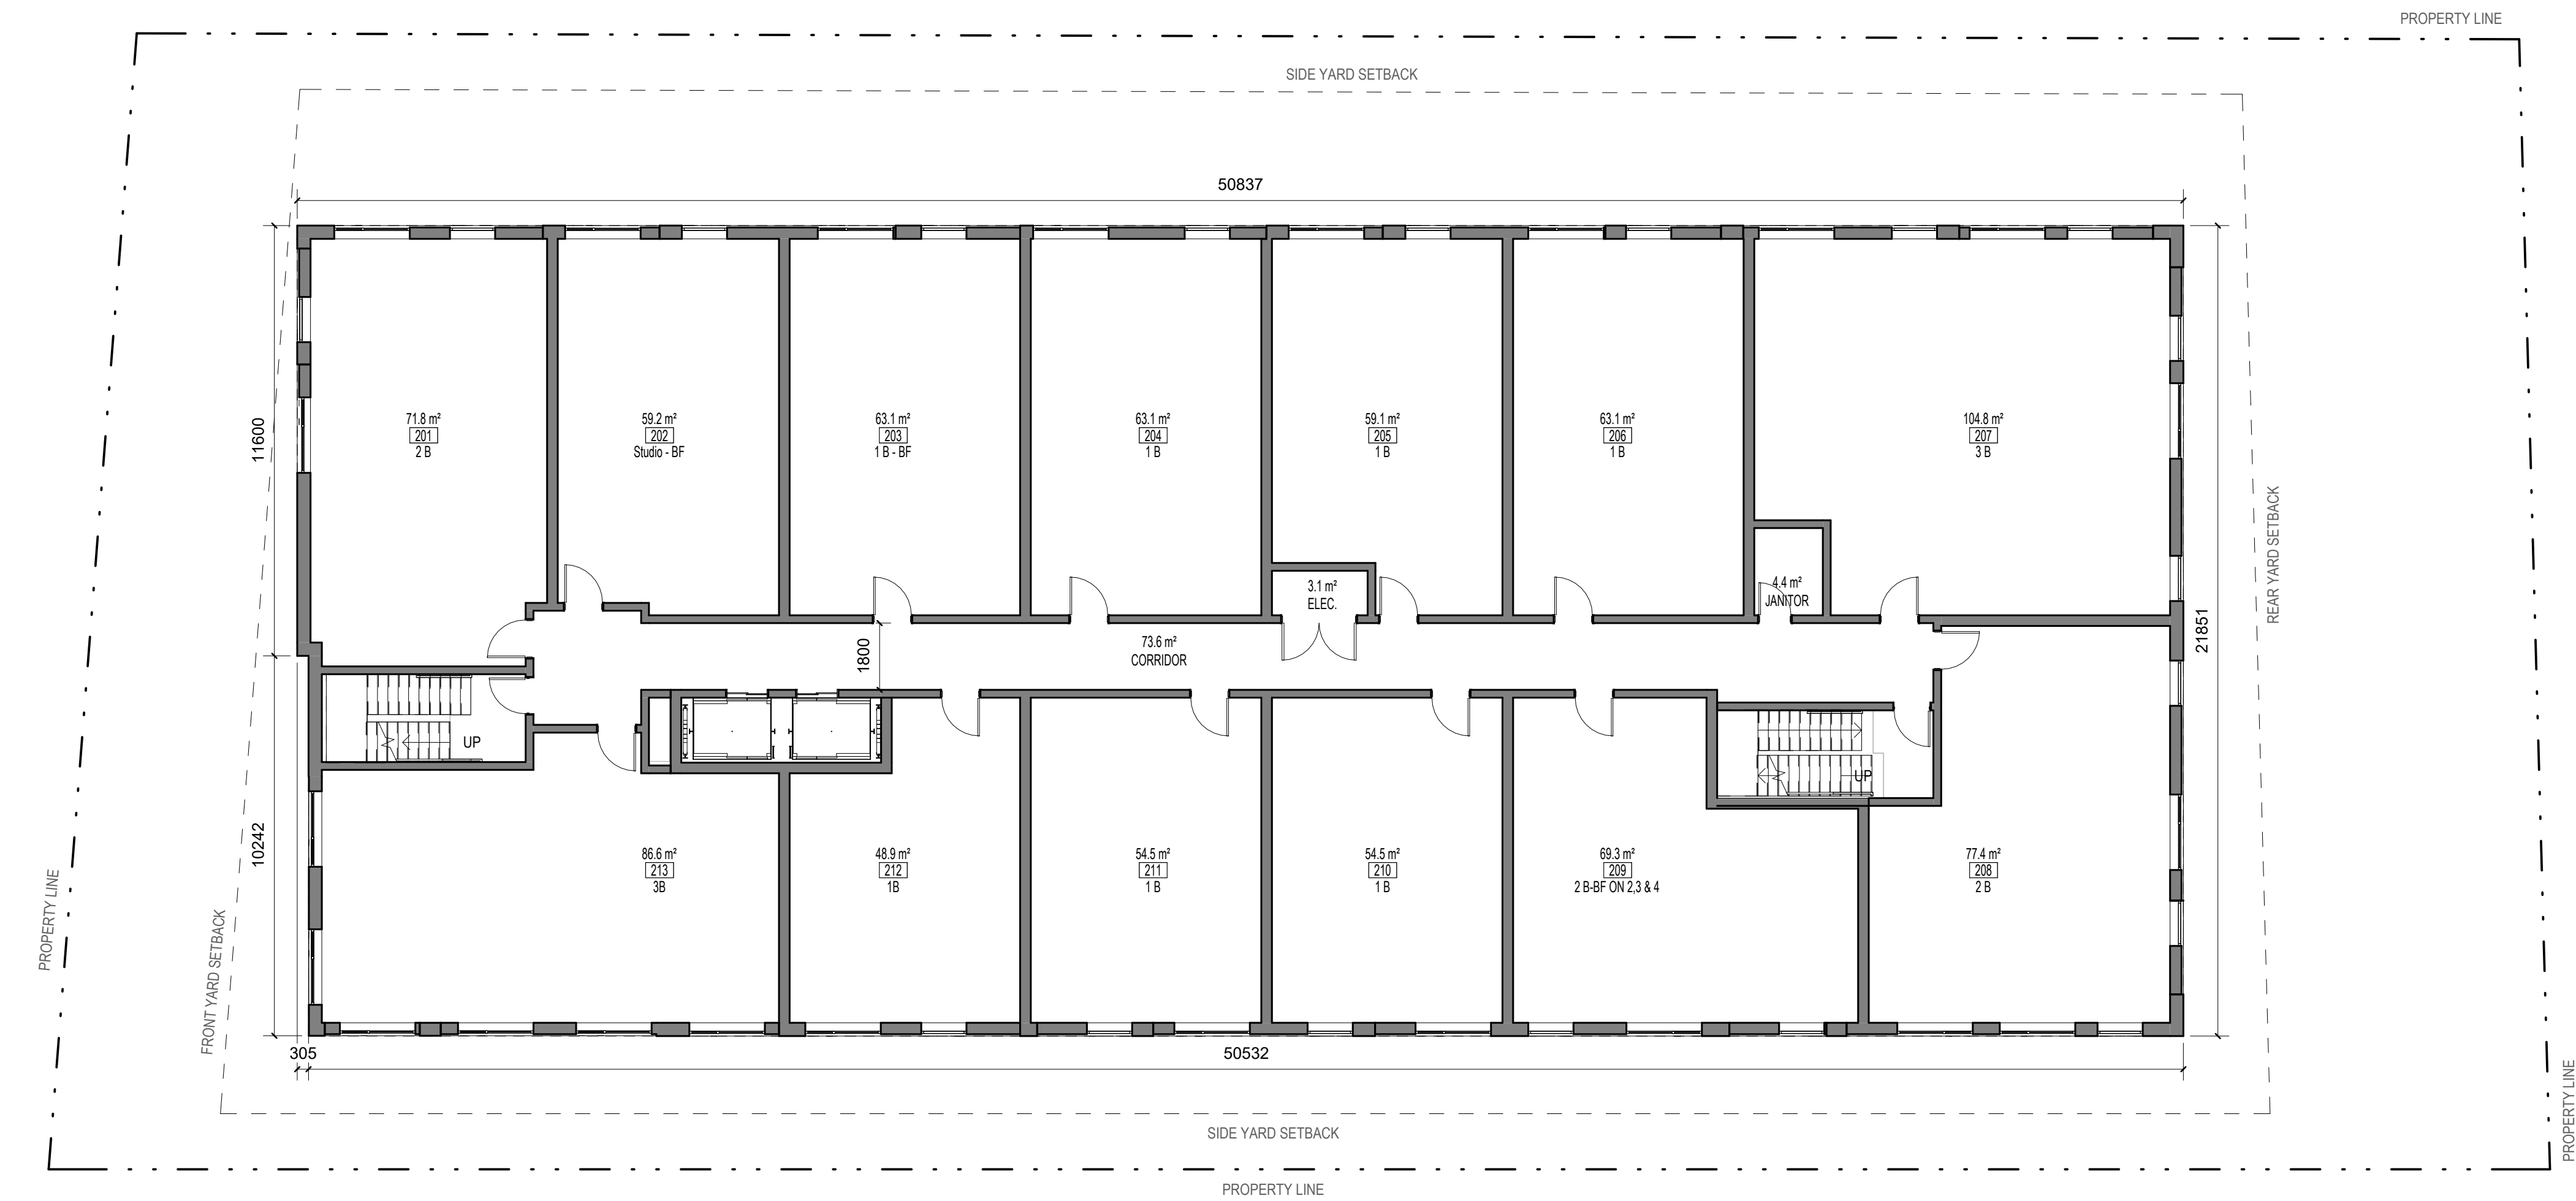 PROPERTY LINE
SIDE YARD SETBACK
50837
11600
71.8 m²
201
2 B
59.2 m²
202
Studio - BF
63.1 m²
203
1 B - BF
63.1 m²
204
1 B
59.1 m²
205
1 B
63.1 m²
206
1 B
104.8 m²
207
3 B
REAR YARD SETBACK
21851
3.1 m²
ELEC.
4.4 m²
JANITOR
1800
73.6 m²
CORRIDOR
UP
UP
10242
86.6 m²
213
3B
48.9 m²
212
1B
54.5 m²
211
1 B
54.5 m²
210
1 B
69.3 m²
209
2 B-BF ON 2,3 & 4
77.4 m²
208
2 B
PROPERTY LINE
FRONT YARD SETBACK
305
50532
SIDE YARD SETBACK
PROPERTY LINE
PROPERTY LINE